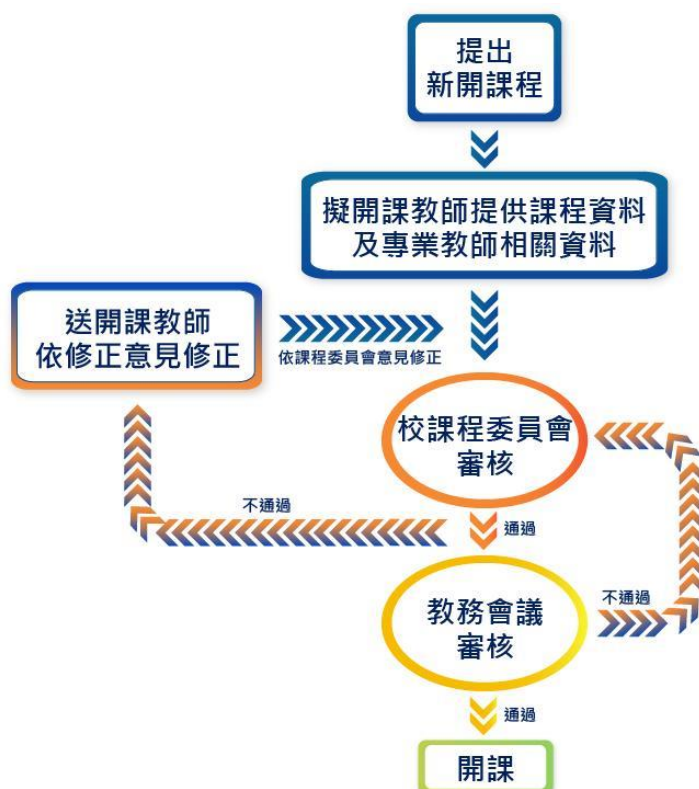 提出
新開課程
擬開課教師提供課程資料
及專業教師相關資料
送開課教師
依修正意見修正
依課程委員會意見修正
校課程委員會
審核
不通過
通過
教務會議
審核
不通過
通過
開課